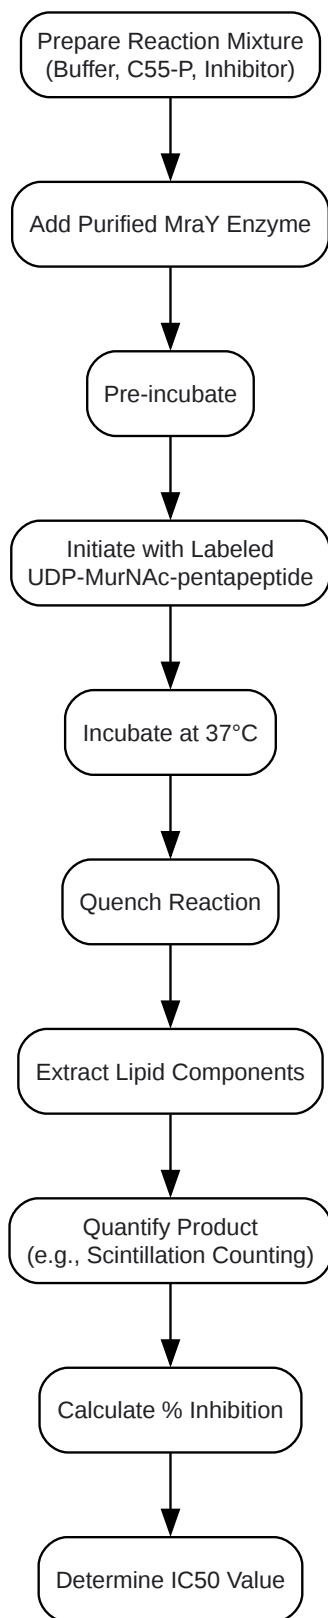 Prepare Reaction Mixture
(Buffer, C55-P, Inhibitor)
Add Purified MraY Enzyme
Pre-incubate
Initiate with Labeled
UDP-MurNAc-pentapeptide
Incubate at 37°C
Quench Reaction
Extract Lipid Components
Quantify Product
(e.g., Scintillation Counting)
Calculate % Inhibition
Determine IC50 Value